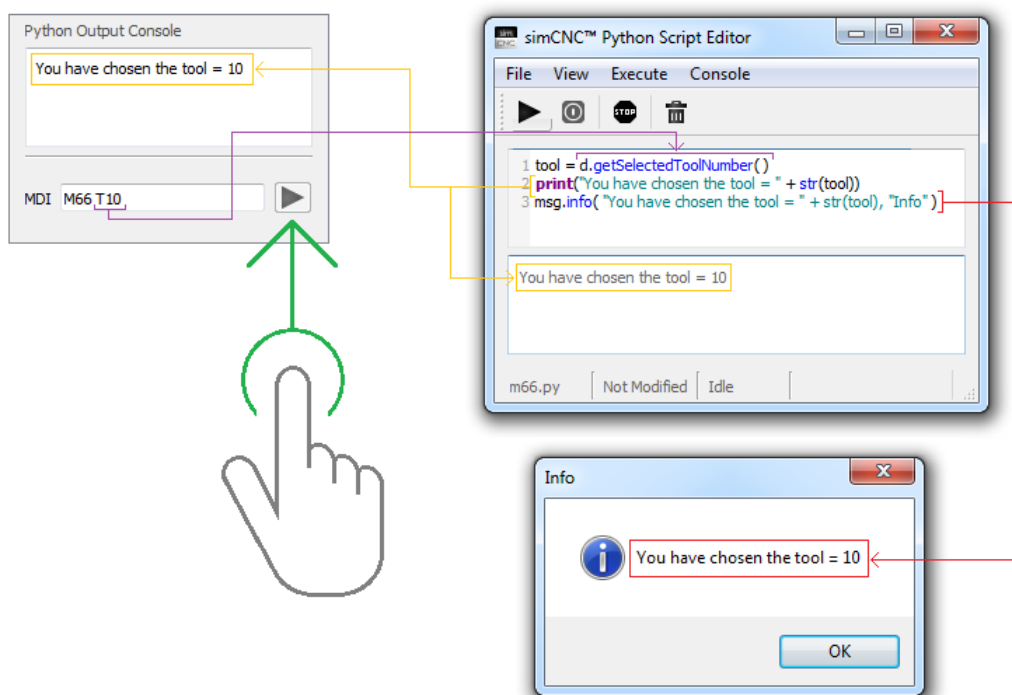 Python Output Console
You have chosen the tool = 10
MDI M66 T10
sim CNC simCNC™ Python Script Editor
File View Execute Console
STOP
1 tool = d.getSelectedToolNumber()
2 print("You have chosen the tool = " + str(tool))
3 msg.info( "You have chosen the tool = " + str(tool), "Info" )
You have chosen the tool = 10
m66.py Not Modified Idle
Info
You have chosen the tool = 10
OK